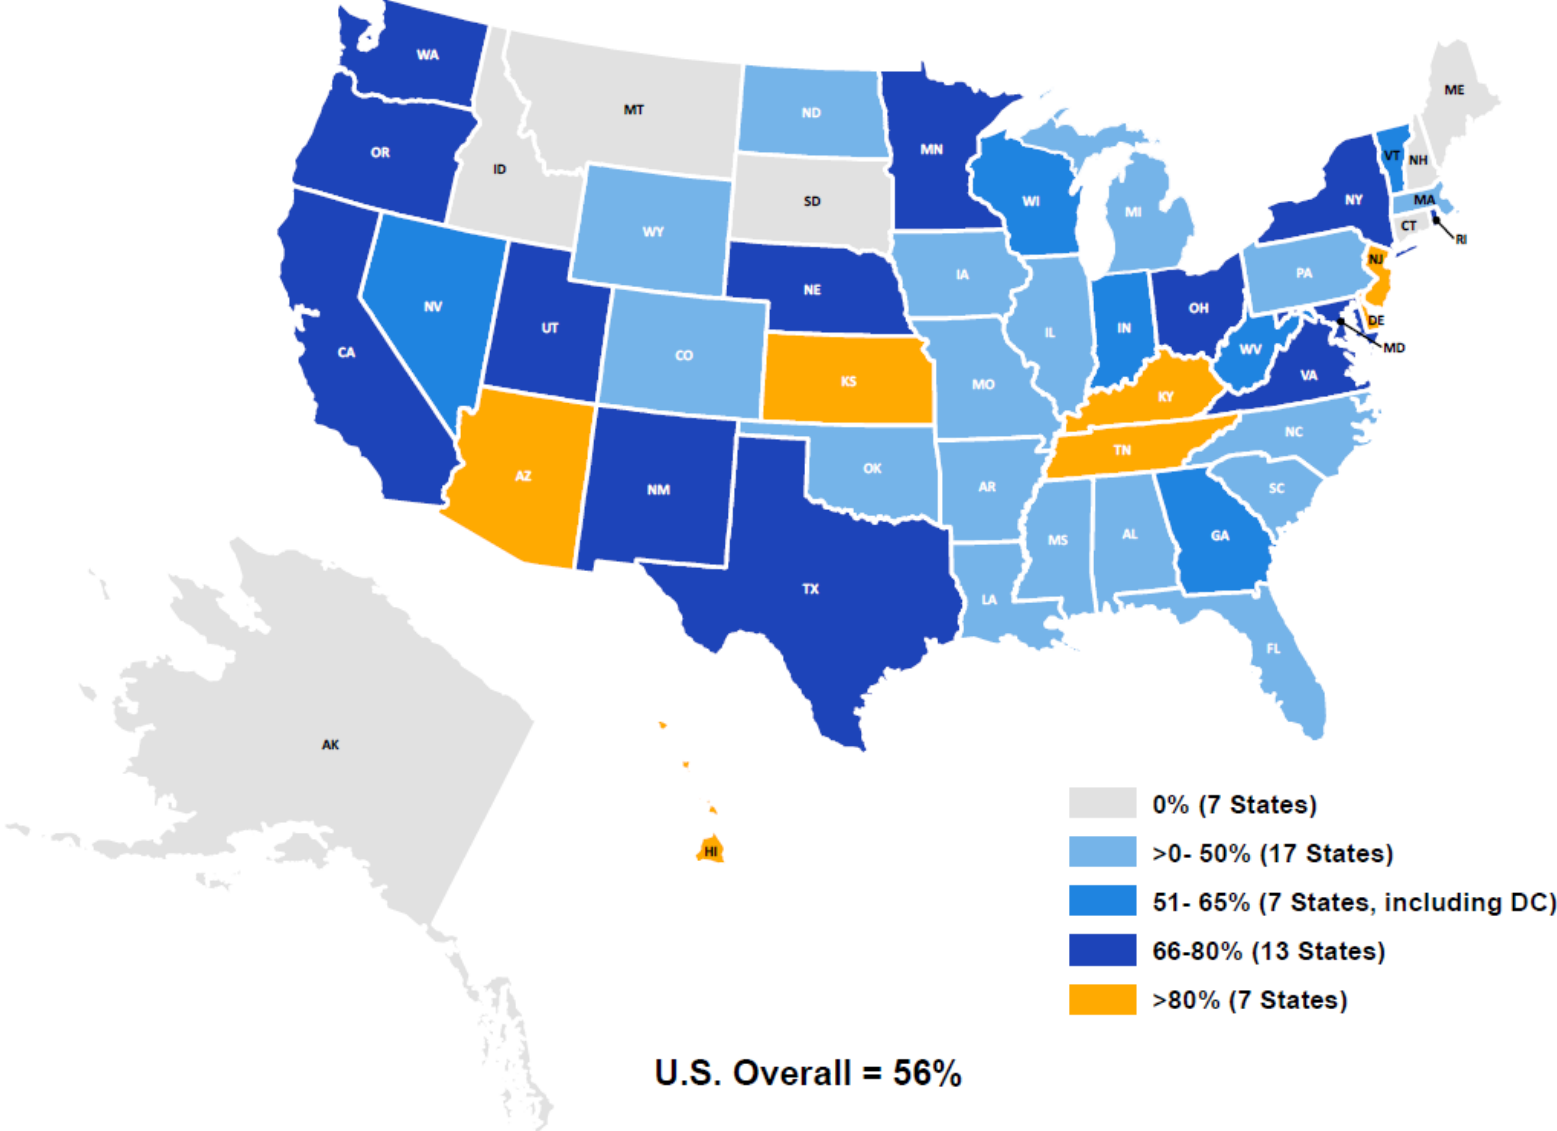 WA
MT
ND
ME
OR
ID
MN
VT
NH
SD
WI
MI
NY
MA
CT
RI
WY
NV
UT
NE
IA
PA
NJ
CA
CO
KS
IL
IN
OH
WV
DE
MD
MO
KY
VA
AZ
NM
OK
AR
TN
NC
SC
TX
LA
MS
AL
GA
FL
AK
HI
0% (7 States)
>0- 50% (17 States)
51- 65% (7 States, including DC)
66-80% (13 States)
>80% (7 States)
U.S. Overall = 56%